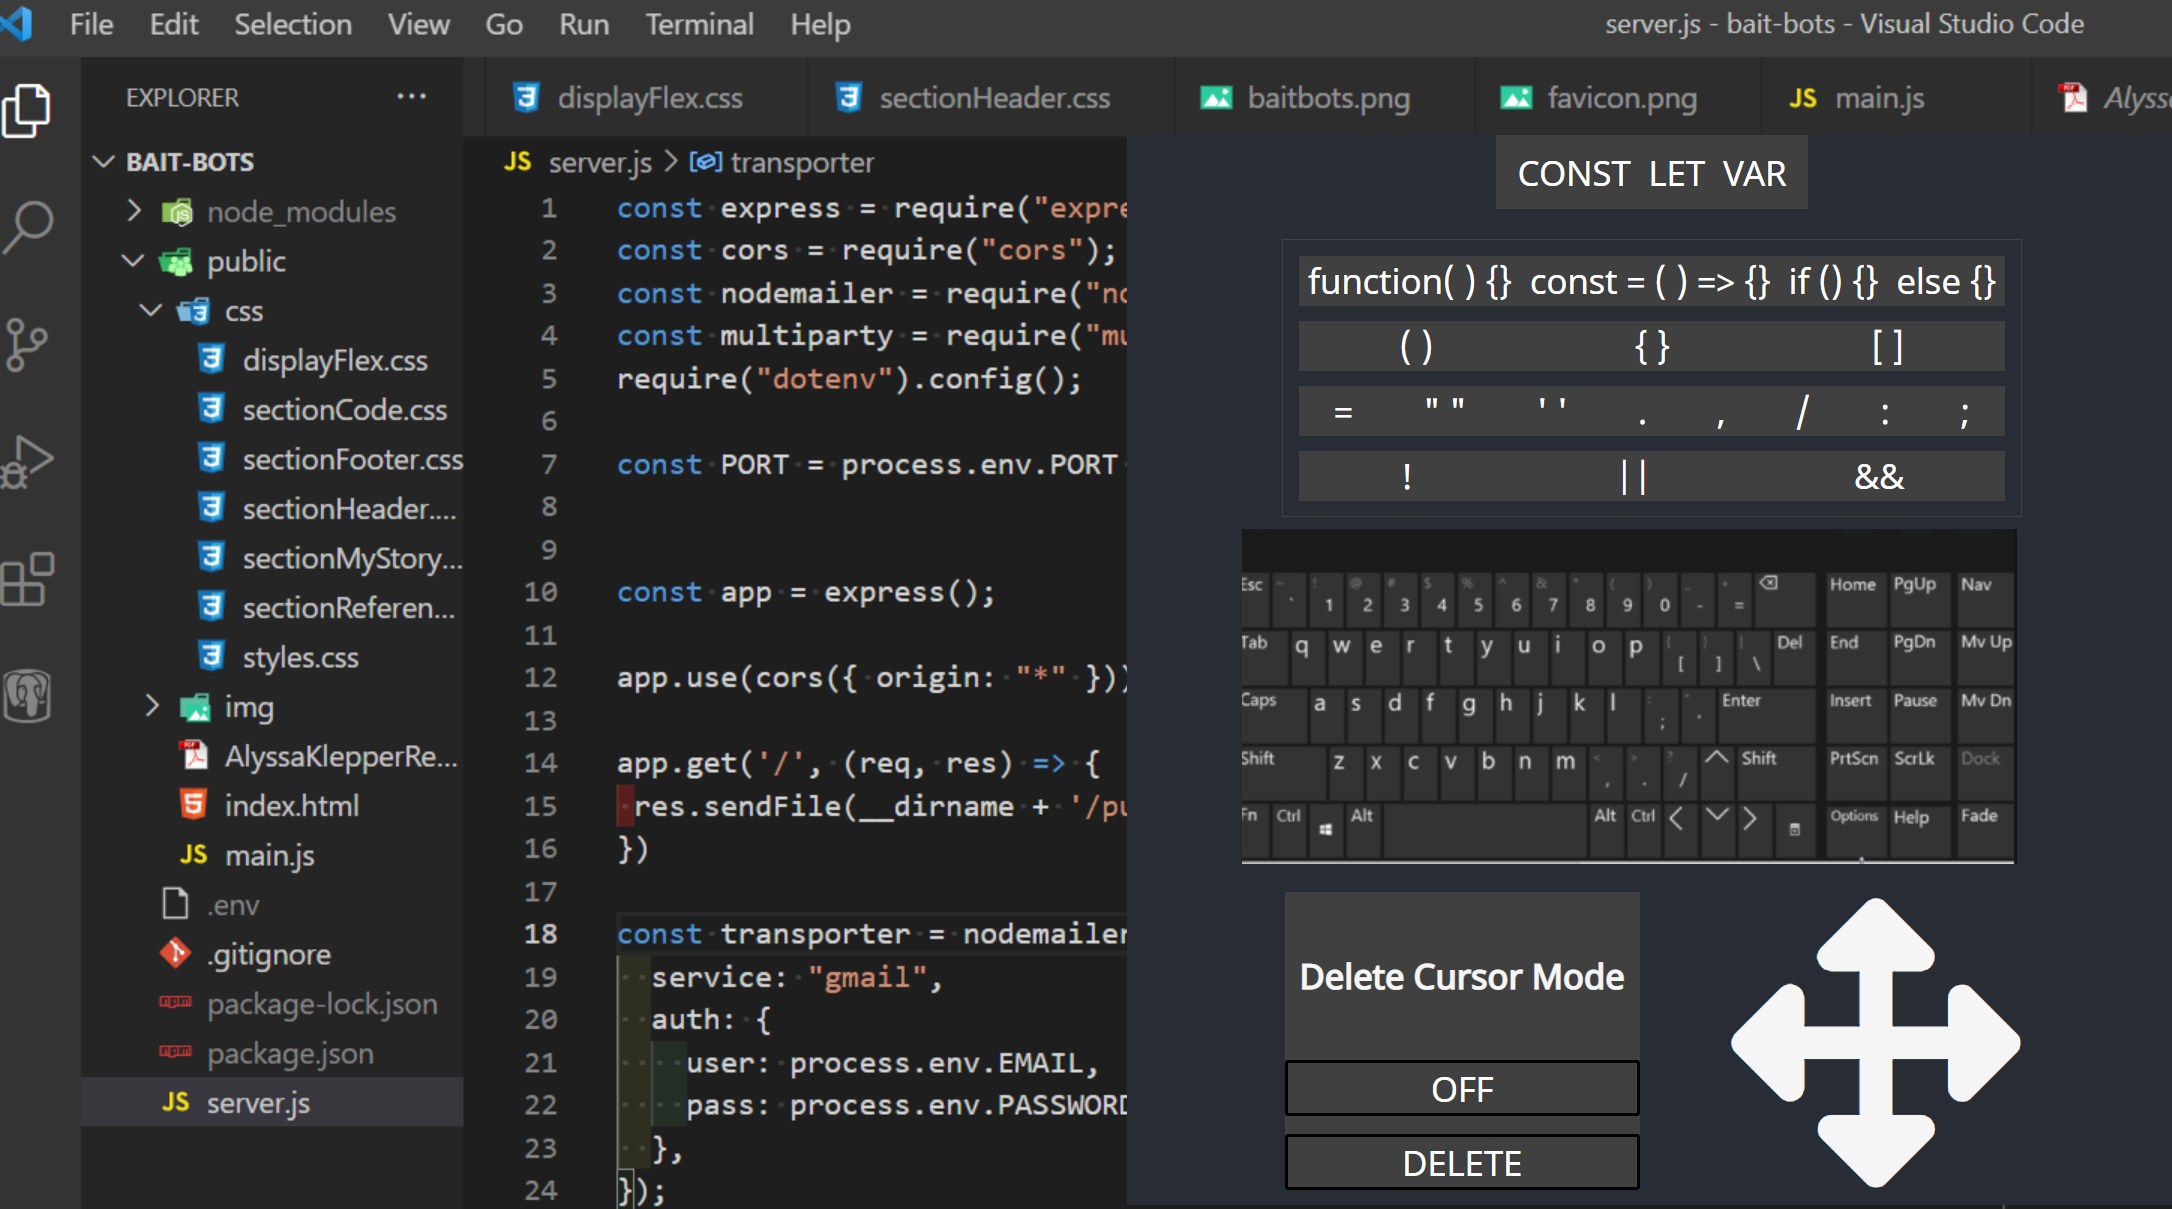 File Edit Selection View Go Run Terminal Help server.js - bait-bots - Visual Studio Code
EXPLORER ...
displayFlex.css sectionHeader.css baitbots.png favicon.png JS main.js Alyss
BAIT-BOTS
node_modules
public
css
displayFlex.css
sectionCode.css
sectionFooter.css
sectionHeader....
sectionMyStory...
sectionReferen...
styles.css
img
AlyssaKlepperRe...
index.html
JS main.js
.env
.gitignore
package-lock.json
package.json
JS server.js
JS server.js > transporter
1 const express = require("expre
2 const cors = require("cors");
3 const nodemailer = require("no
4 const multiparty = require("mu
5 require("dotenv").config();
6
7 const PORT = process.env.PORT
8
9
10 const app = express();
11
12 app.use(cors({ origin: "*" }))
13
14 app.get('/', (req, res) => {
15 res.sendFile(__dirname + '/pu
16 })
17
18 const transporter = nodemailer
19 service: "gmail",
20 auth: {
21 user: process.env.EMAIL,
22 pass: process.env.PASSWORD
23 },
24 });
CONST LET VAR
function( ) {} const = ( ) => {} if () {} else {}
( ) { } [ ]
= " " ' ' . , / : ;
! || &&
Esc ~ ` ! 1 @ 2 # 3 $ 4 % 5 ^ 6 & 7 * 8 ( 9 ) 0 _ - + = Home PgUp Nav
Tab q w e r t y u i o p [ ] | \ Del End PgDn Mv Up
Caps a s d f g h j k l : ; " ' Enter Insert Pause Mv Dn
Shift z x c v b n m < , > . ? / Shift PrtScn ScrLk Dock
Fn Ctrl Alt Alt Ctrl Options Help Fade
Delete Cursor Mode
OFF
DELETE